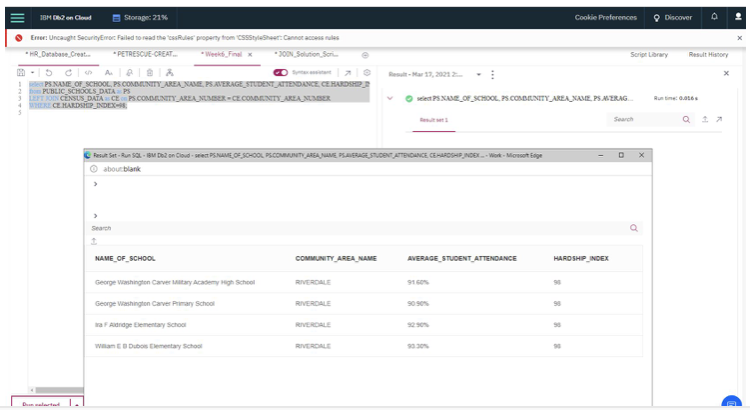 IBM Db2 on Cloud
Storage: 21%
Cookie Preferences
Discover
Error: Uncaught SecurityError: Failed to read the 'cssRules' property from 'CSSStyleSheet': Cannot access rules
* HR_Database_Creat...
* PETRESCUE-CREAT...
* Week6_Final
* JOIN_Solution_Scri...
Script Library
Result History
Syntax assistant
1 select PS.NAME_OF_SCHOOL, PS.COMMUNITY_AREA_NAME, PS.AVERAGE_STUDENT_ATTENDANCE, CE.HARDSHIP_IN
2 from PUBLIC_SCHOOLS_DATA as PS
3 LEFT JOIN CENSUS_DATA as CE on PS.COMMUNITY_AREA_NUMBER = CE.COMMUNITY_AREA_NUMBER
4 WHERE CE.HARDSHIP_INDEX=98;
5
Result - Mar 17, 2021 2:...
select PS.NAME_OF_SCHOOL, PS.COMMUNITY_AREA_NAME, PS.AVERAG...
Run time: 0.016 s
Result set 1
Search
Result Set - Run SQL - IBM Db2 on Cloud - select PS.NAME_OF_SCHOOL, PS.COMMUNITY_AREA_NAME, PS.AVERAGE_STUDENT_ATTENDANCE, CE.HARDSHIP_INDEX ... - Work - Microsoft Edge
about:blank
Search
NAME_OF_SCHOOL COMMUNITY_AREA_NAME AVERAGE_STUDENT_ATTENDANCE HARDSHIP_INDEX
George Washington Carver Military Academy High School RIVERDALE 91.60% 98
George Washington Carver Primary School RIVERDALE 90.90% 98
Ira F Aldridge Elementary School RIVERDALE 92.90% 98
William E B Dubois Elementary School RIVERDALE 93.30% 98
Run selected